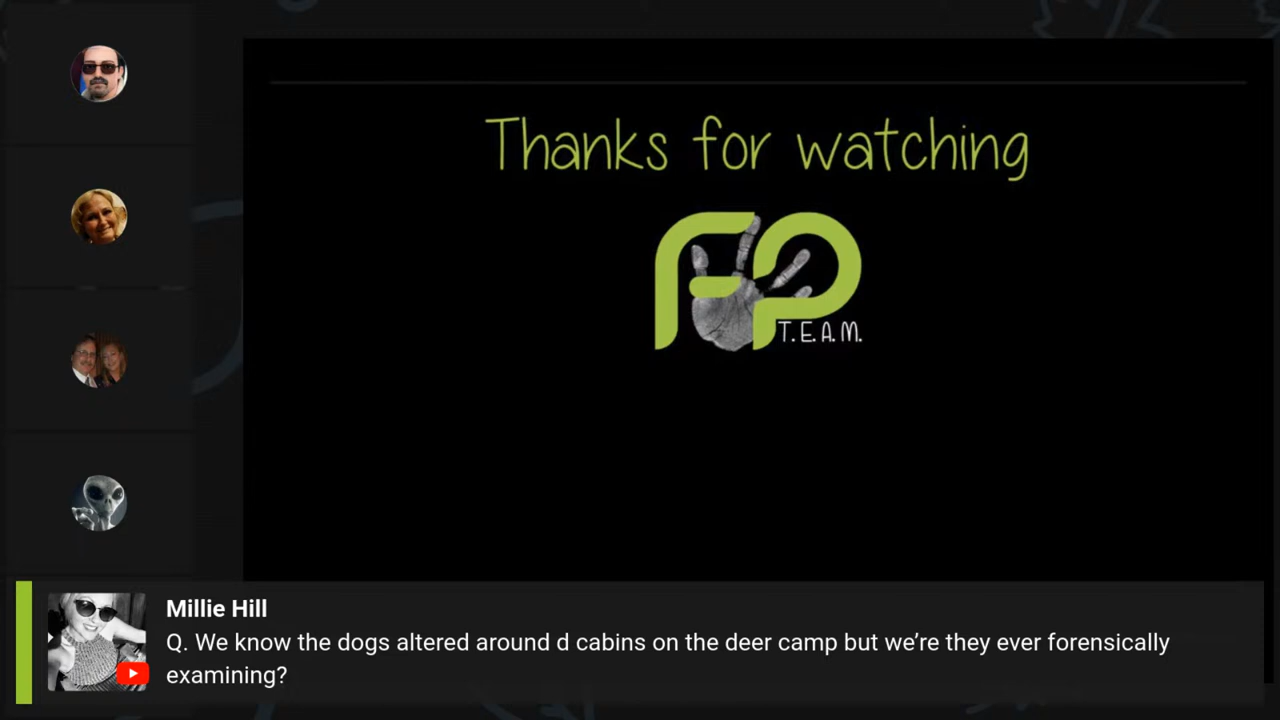 Thanks for watching
FP
T.E.A.M.
Millie Hill
Q. We know the dogs altered around d cabins on the deer camp but we’re they ever forensically
examining?